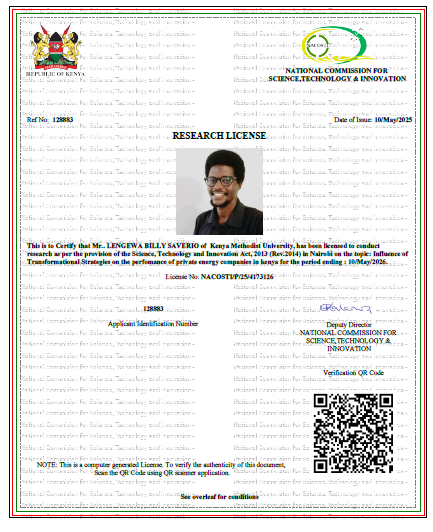 REPUBLIC OF KENYA
NACOSTI
NATIONAL COMMISSION FOR
SCIENCE,TECHNOLOGY & INNOVATION
Ref No: 128883
Date of Issue: 10/May/2025
RESEARCH LICENSE
This is to Certify that Mr.. LENGEWA BILLY SAVERIO of Kenya Methodist University, has been licensed to conduct
research as per the provision of the Science, Technology and Innovation Act, 2013 (Rev.2014) in Nairobi on the topic: Influence of
Transformational Strategies on the perfomance of private energy companies in kenya for the period ending : 10/May/2026.
License No: NACOSTI/P/25/4173126
128883
Applicant Identification Number
Deputy Director
NATIONAL COMMISSION FOR
SCIENCE,TECHNOLOGY &
INNOVATION
Verification QR Code
NOTE: This is a computer generated License. To verify the authenticity of this document,
Scan the QR Code using QR scanner application.
See overleaf for conditions